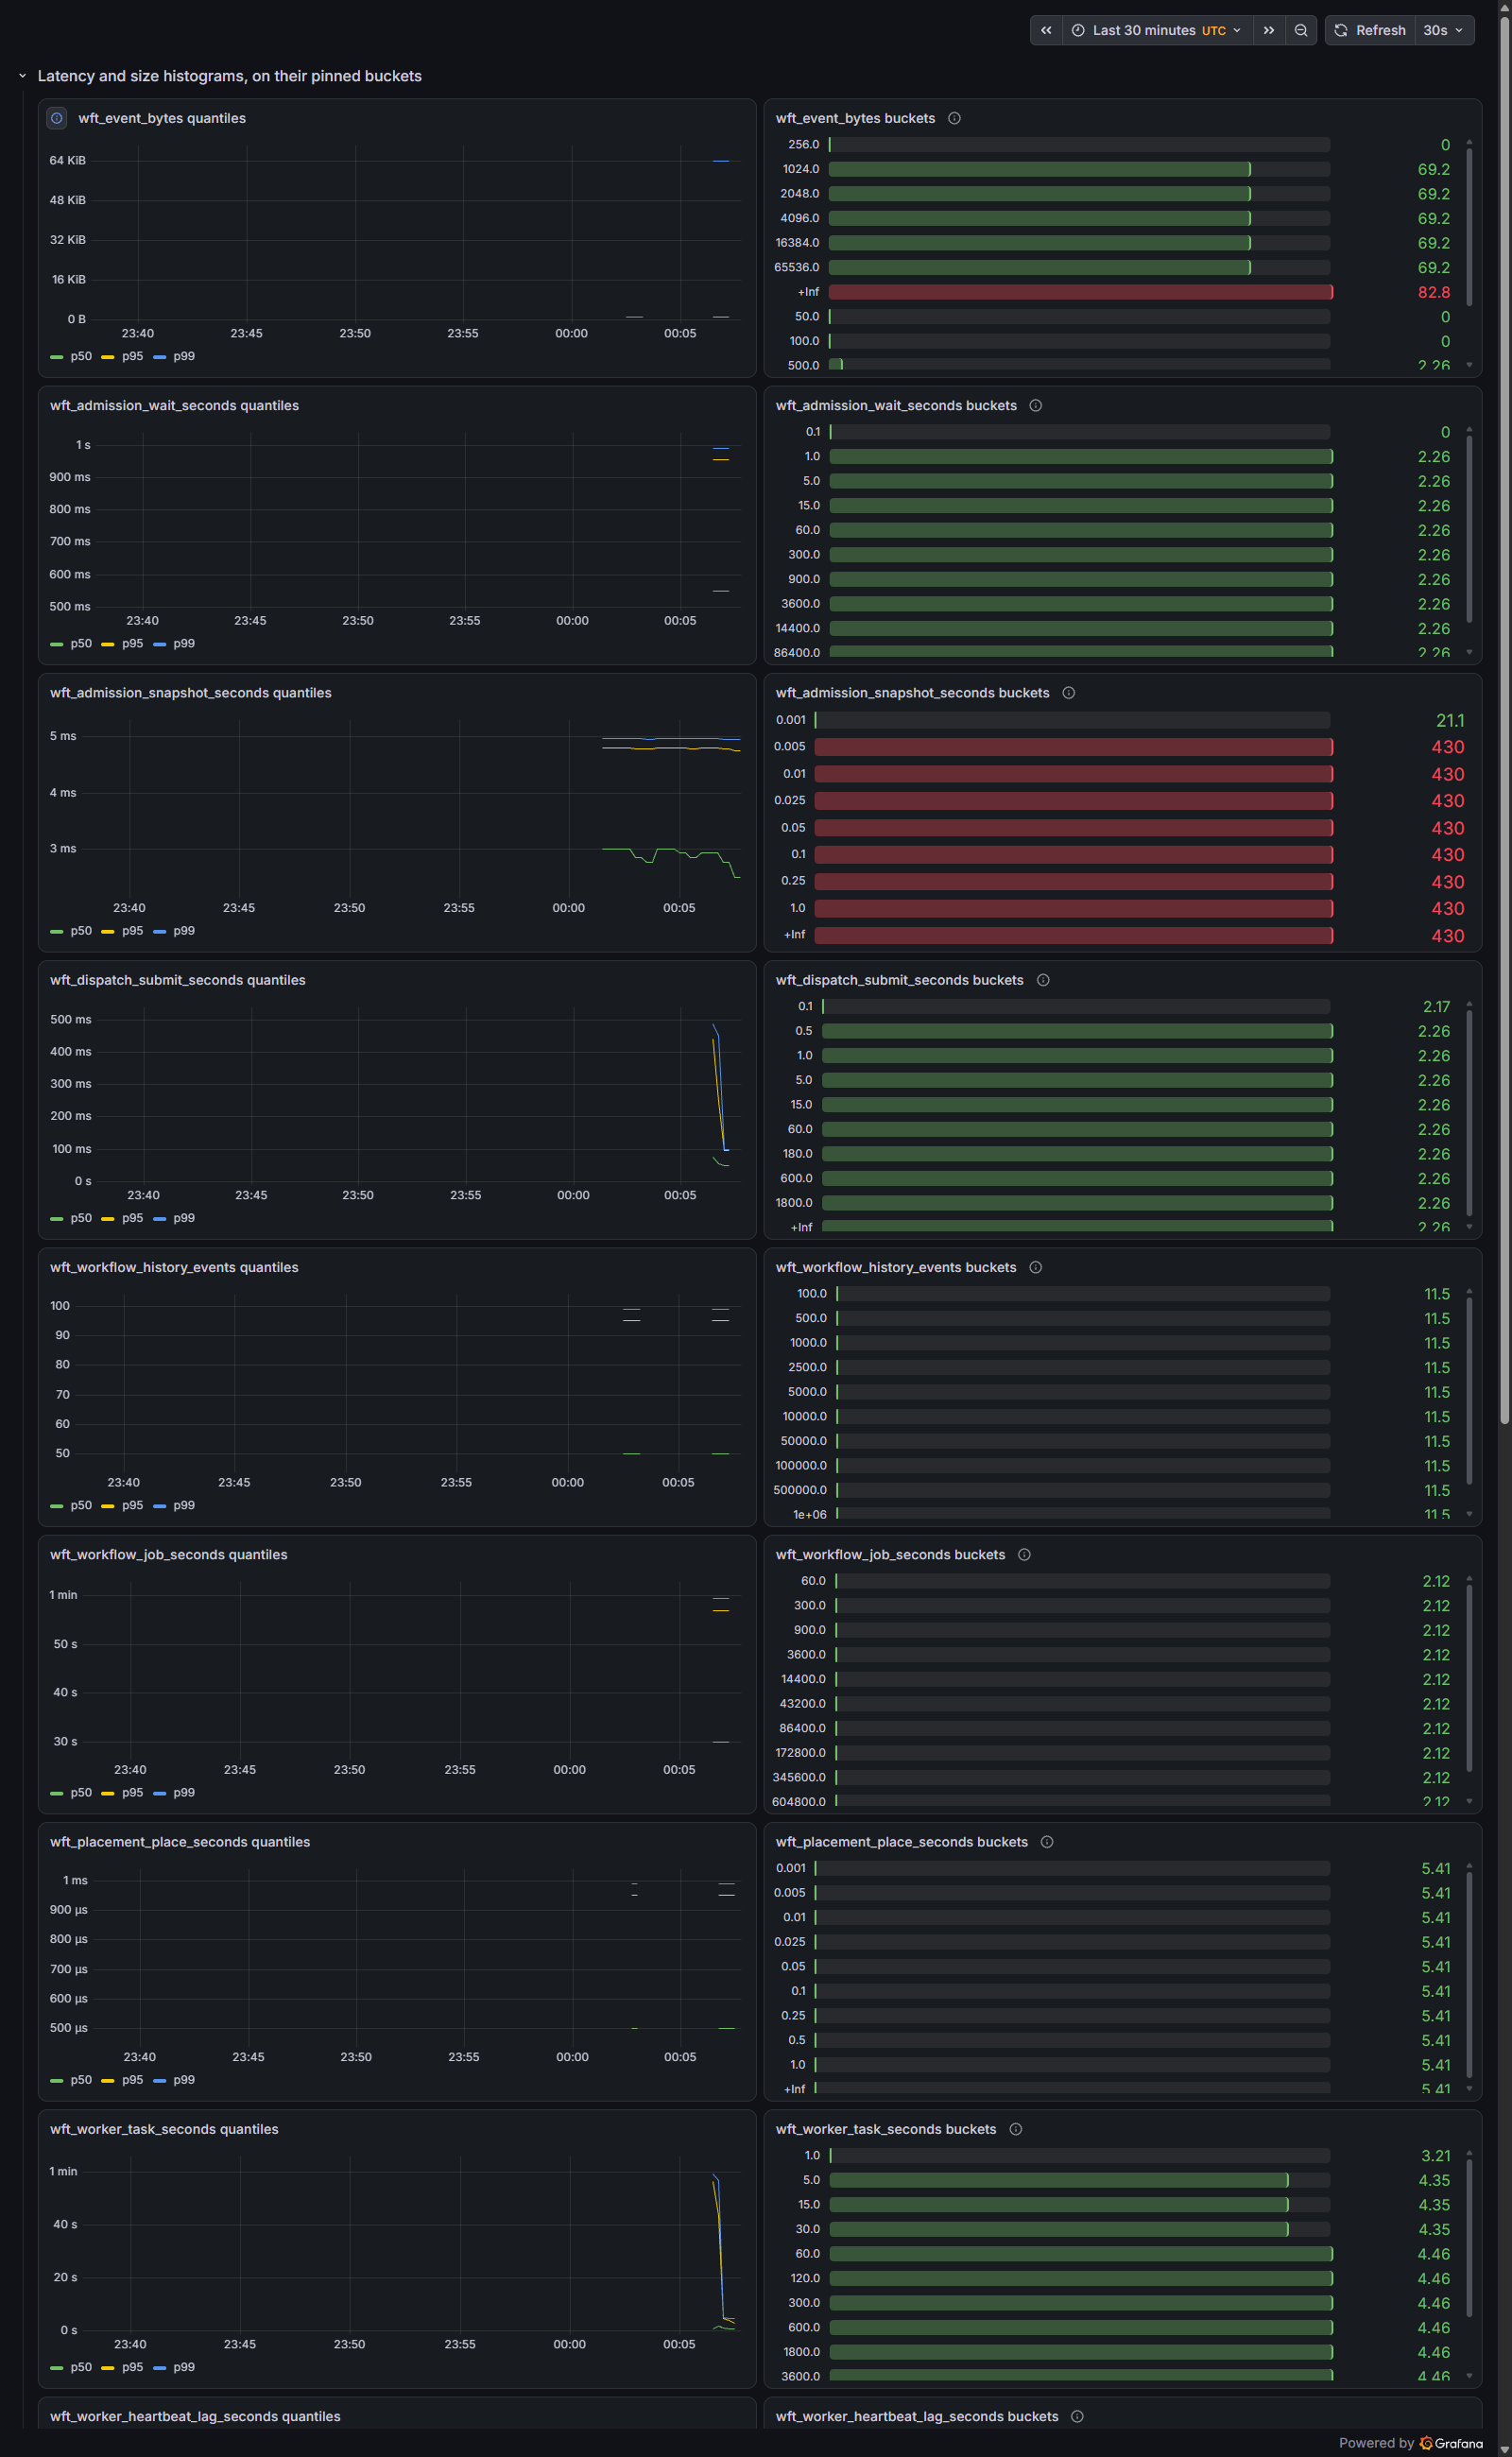 Last 30 minutes UTC
Refresh 30s
Latency and size histograms, on their pinned buckets
wft_event_bytes quantiles
64 KiB
48 KiB
32 KiB
16 KiB
0 B
23:40 23:45 23:50 23:55 00:00 00:05
p50 p95 p99
wft_event_bytes buckets
256.0 0
1024.0 69.2
2048.0 69.2
4096.0 69.2
16384.0 69.2
65536.0 69.2
+Inf 82.8
50.0 0
100.0 0
500.0 2.26
wft_admission_wait_seconds quantiles
1 s
900 ms
800 ms
700 ms
600 ms
500 ms
23:40 23:45 23:50 23:55 00:00 00:05
p50 p95 p99
wft_admission_wait_seconds buckets
0.1 0
1.0 2.26
5.0 2.26
15.0 2.26
60.0 2.26
300.0 2.26
900.0 2.26
3600.0 2.26
14400.0 2.26
86400.0 2.26
wft_admission_snapshot_seconds quantiles
5 ms
4 ms
3 ms
23:40 23:45 23:50 23:55 00:00 00:05
p50 p95 p99
wft_admission_snapshot_seconds buckets
0.001 21.1
0.005 430
0.01 430
0.025 430
0.05 430
0.1 430
0.25 430
1.0 430
+Inf 430
wft_dispatch_submit_seconds quantiles
500 ms
400 ms
300 ms
200 ms
100 ms
0 s
23:40 23:45 23:50 23:55 00:00 00:05
p50 p95 p99
wft_dispatch_submit_seconds buckets
0.1 2.17
0.5 2.26
1.0 2.26
5.0 2.26
15.0 2.26
60.0 2.26
180.0 2.26
600.0 2.26
1800.0 2.26
+Inf 2.26
wft_workflow_history_events quantiles
100
90
80
70
60
50
23:40 23:45 23:50 23:55 00:00 00:05
p50 p95 p99
wft_workflow_history_events buckets
100.0 11.5
500.0 11.5
1000.0 11.5
2500.0 11.5
5000.0 11.5
10000.0 11.5
50000.0 11.5
100000.0 11.5
500000.0 11.5
1e+06 11.5
wft_workflow_job_seconds quantiles
1 min
50 s
40 s
30 s
23:40 23:45 23:50 23:55 00:00 00:05
p50 p95 p99
wft_workflow_job_seconds buckets
60.0 2.12
300.0 2.12
900.0 2.12
3600.0 2.12
14400.0 2.12
43200.0 2.12
86400.0 2.12
172800.0 2.12
345600.0 2.12
604800.0 2.12
wft_placement_place_seconds quantiles
1 ms
900 µs
800 µs
700 µs
600 µs
500 µs
23:40 23:45 23:50 23:55 00:00 00:05
p50 p95 p99
wft_placement_place_seconds buckets
0.001 5.41
0.005 5.41
0.01 5.41
0.025 5.41
0.05 5.41
0.1 5.41
0.25 5.41
0.5 5.41
1.0 5.41
+Inf 5.41
wft_worker_task_seconds quantiles
1 min
40 s
20 s
0 s
23:40 23:45 23:50 23:55 00:00 00:05
p50 p95 p99
wft_worker_task_seconds buckets
1.0 3.21
5.0 4.35
15.0 4.35
30.0 4.35
60.0 4.46
120.0 4.46
300.0 4.46
600.0 4.46
1800.0 4.46
3600.0 4.46
wft_worker_heartbeat_lag_seconds quantiles
wft_worker_heartbeat_lag_seconds buckets
Powered by Grafana